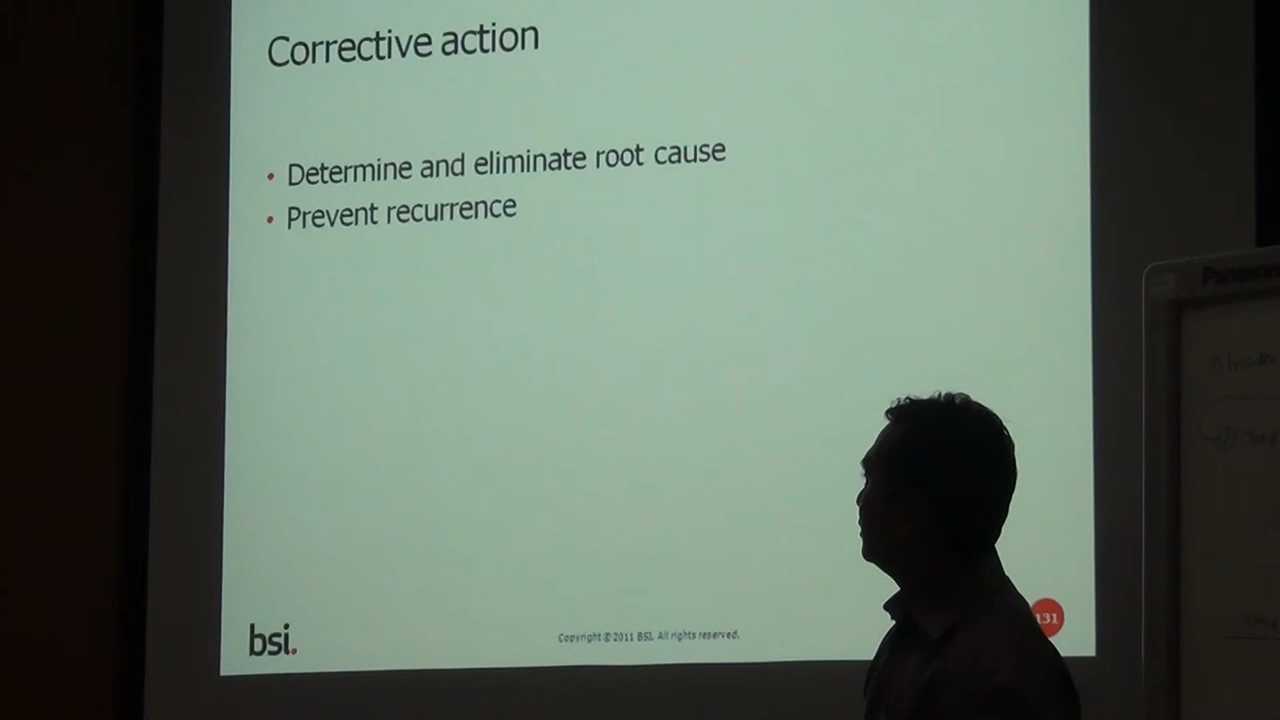 Corrective action
• Determine and eliminate root cause
• Prevent recurrence
bsi.
Copyright © 2011 BSI. All rights reserved.
131